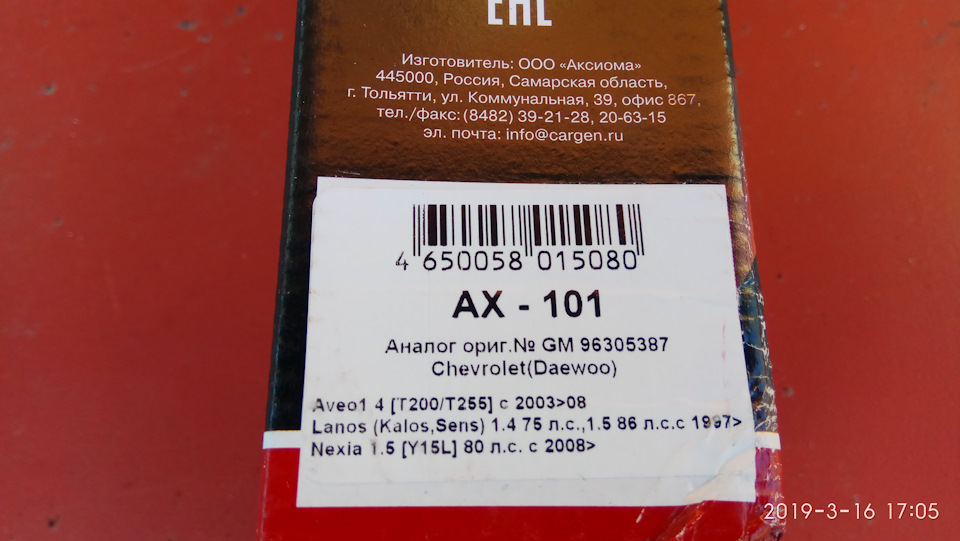 EAC
Изготовитель: ООО «Аксиома»
445000, Россия, Самарская область,
г. Тольятти, ул. Коммунальная, 39, офис 867,
тел./факс: (8482) 39-21-28, 20-63-15
эл. почта: info@cargen.ru
4 650058 015080
AX - 101
Аналог ориг.№ GM 96305387
Chevrolet(Daewoo)
Aveo1 4 [T200/T255] с 2003>08
Lanos (Kalos,Sens) 1.4 75 л.с.,1.5 86 л.с.с 1997>
Nexia 1.5 [Y15L] 80 л.с. с 2008>
2019-3-16 17:05